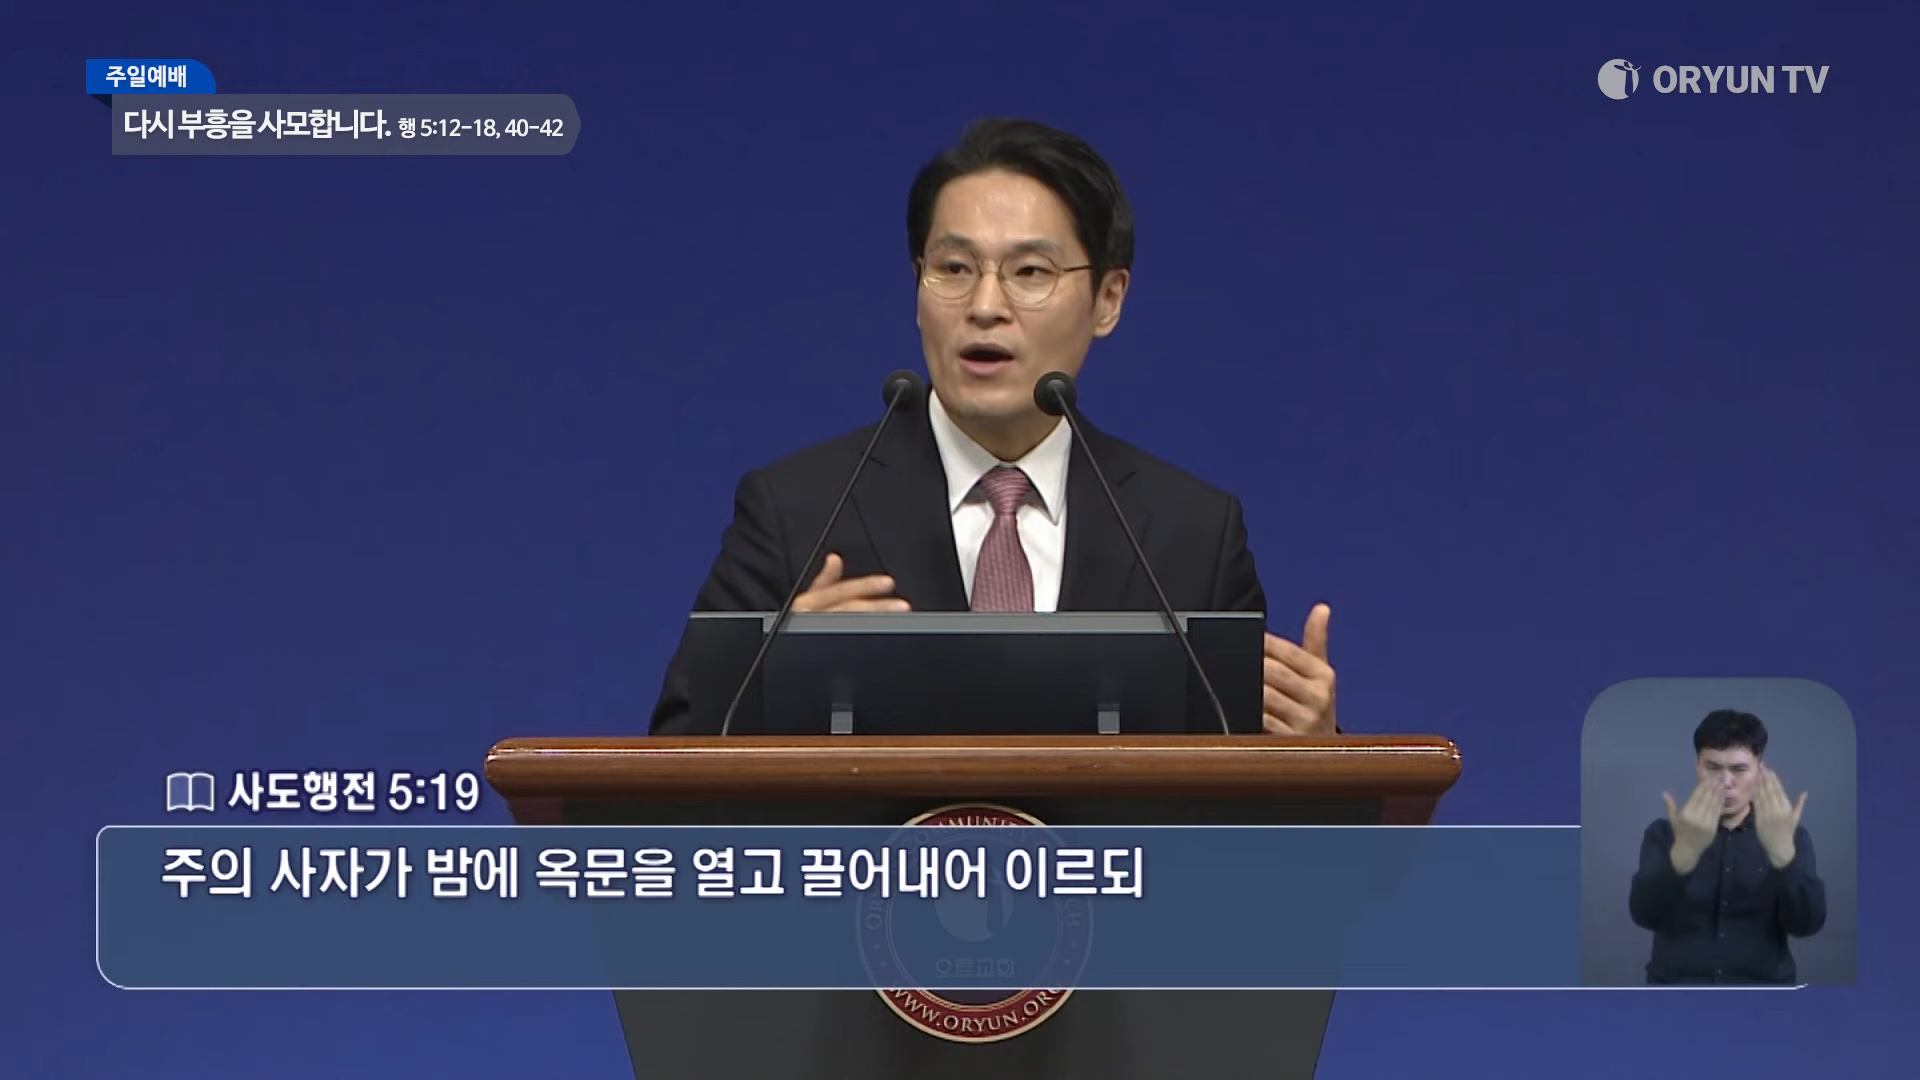 주일예배
다시 부흥을 사모합니다. 행 5:12-18, 40-42
ORYUN TV
사도행전 5:19
주의 사자가 밤에 옥문을 열고 끌어내어 이르되
오륜교회
WWW.ORYUN.ORG